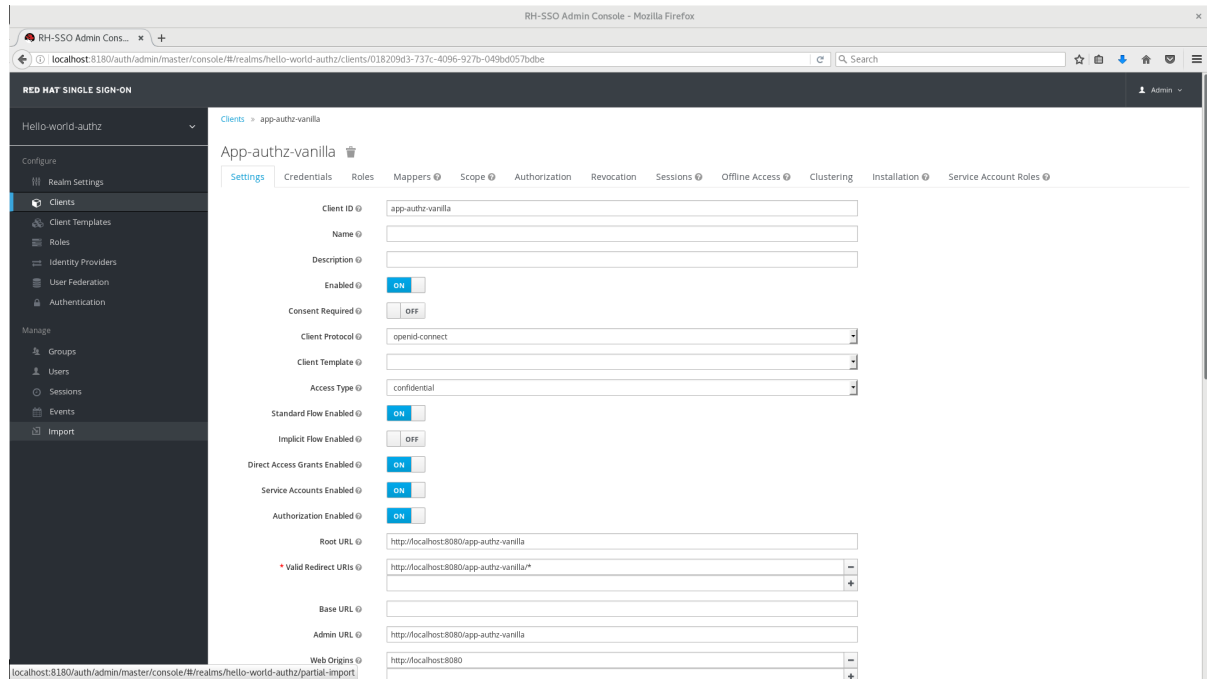 RH-SSO Admin Console - Mozilla Firefox
RH-SSO Admin Cons...
localhost:8180/auth/admin/master/console/#/realms/hello-world-authz/clients/018209d3-737c-4096-927b-049bd057bdbe
Search
RED HAT SINGLE SIGN-ON
Admin
Hello-world-authz
Configure
Realm Settings
Clients
Client Templates
Roles
Identity Providers
User Federation
Authentication
Manage
Groups
Users
Sessions
Events
Import
Clients » app-authz-vanilla
App-authz-vanilla
Settings Credentials Roles Mappers Scope Authorization Revocation Sessions Offline Access Clustering Installation Service Account Roles
Client ID app-authz-vanilla
Name
Description
Enabled ON
Consent Required OFF
Client Protocol openid-connect
Client Template
Access Type confidential
Standard Flow Enabled ON
Implicit Flow Enabled OFF
Direct Access Grants Enabled ON
Service Accounts Enabled ON
Authorization Enabled ON
Root URL http://localhost:8080/app-authz-vanilla
* Valid Redirect URIs http://localhost:8080/app-authz-vanilla/*
Base URL
Admin URL http://localhost:8080/app-authz-vanilla
Web Origins http://localhost:8080
localhost:8180/auth/admin/master/console/#/realms/hello-world-authz/partial-import